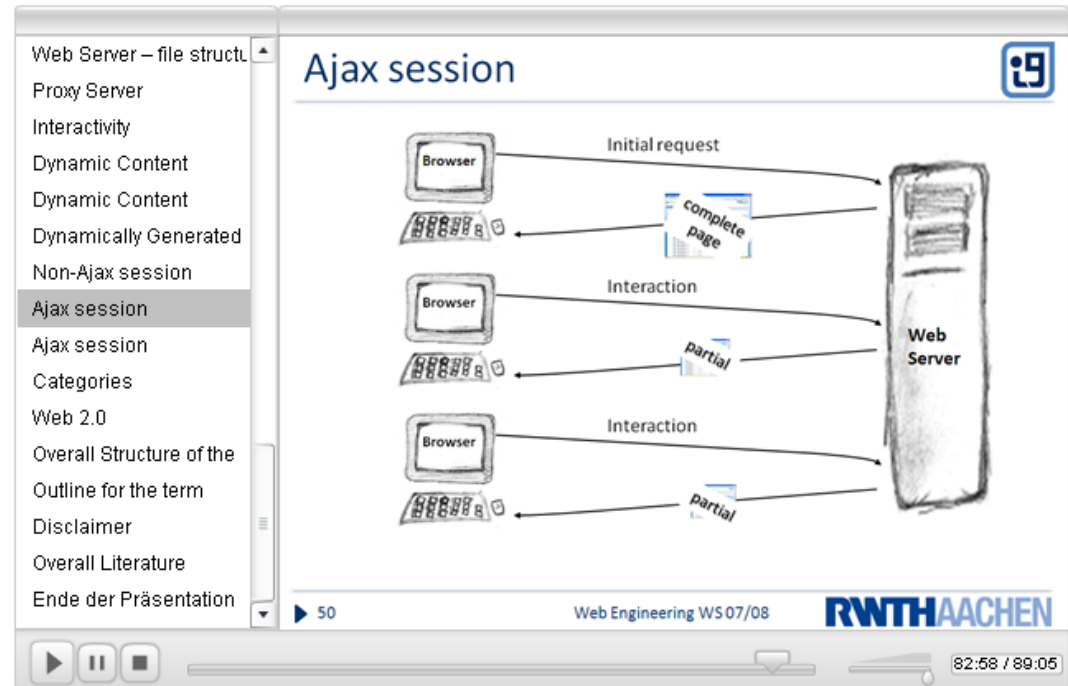 Web Server – file structu
Proxy Server
Interactivity
Dynamic Content
Dynamic Content
Dynamically Generated
Non-Ajax session
Ajax session
Ajax session
Categories
Web 2.0
Overall Structure of the
Outline for the term
Disclaimer
Overall Literature
Ende der Präsentation
Ajax session
i9
Browser
Initial request
complete
page
Browser
Interaction
partial
Web
Server
Browser
Interaction
partial
50
Web Engineering WS 07/08
RWTHAACHEN
82:58 / 89:05